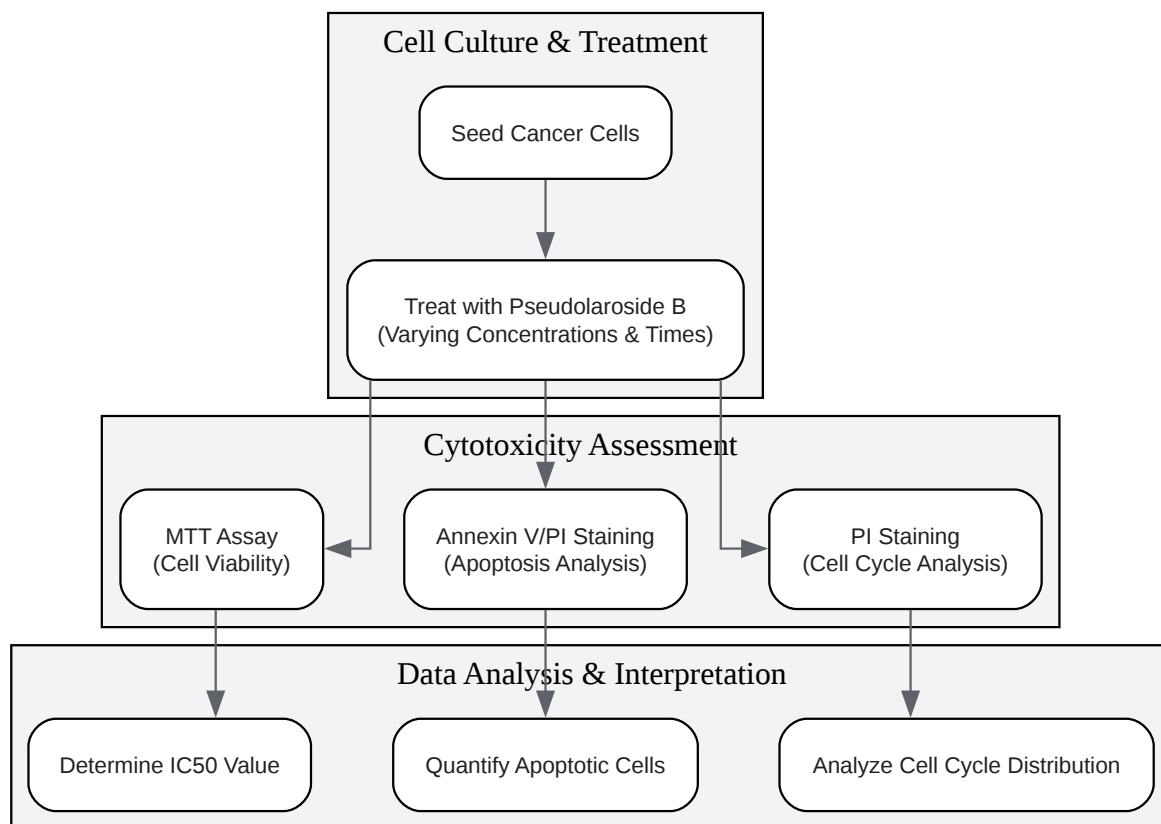 Cell Culture & Treatment
Seed Cancer Cells
Treat with Pseudolaroside B
(Varying Concentrations & Times)
Cytotoxicity Assessment
MTT Assay
(Cell Viability)
Annexin V/PI Staining
(Apoptosis Analysis)
PI Staining
(Cell Cycle Analysis)
Data Analysis & Interpretation
Determine IC50 Value
Quantify Apoptotic Cells
Analyze Cell Cycle Distribution